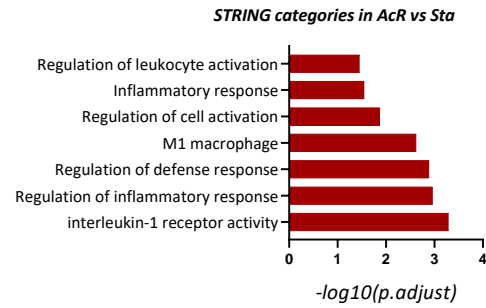 STRING categories in AcR vs Sta
Regulation of leukocyte activation
Inflammatory response
Regulation of cell activation
M1 macrophage
Regulation of defense response
Regulation of inflammatory response
interleukin-1 receptor activity
0 1 2 3 4
-log10(p.adjust)